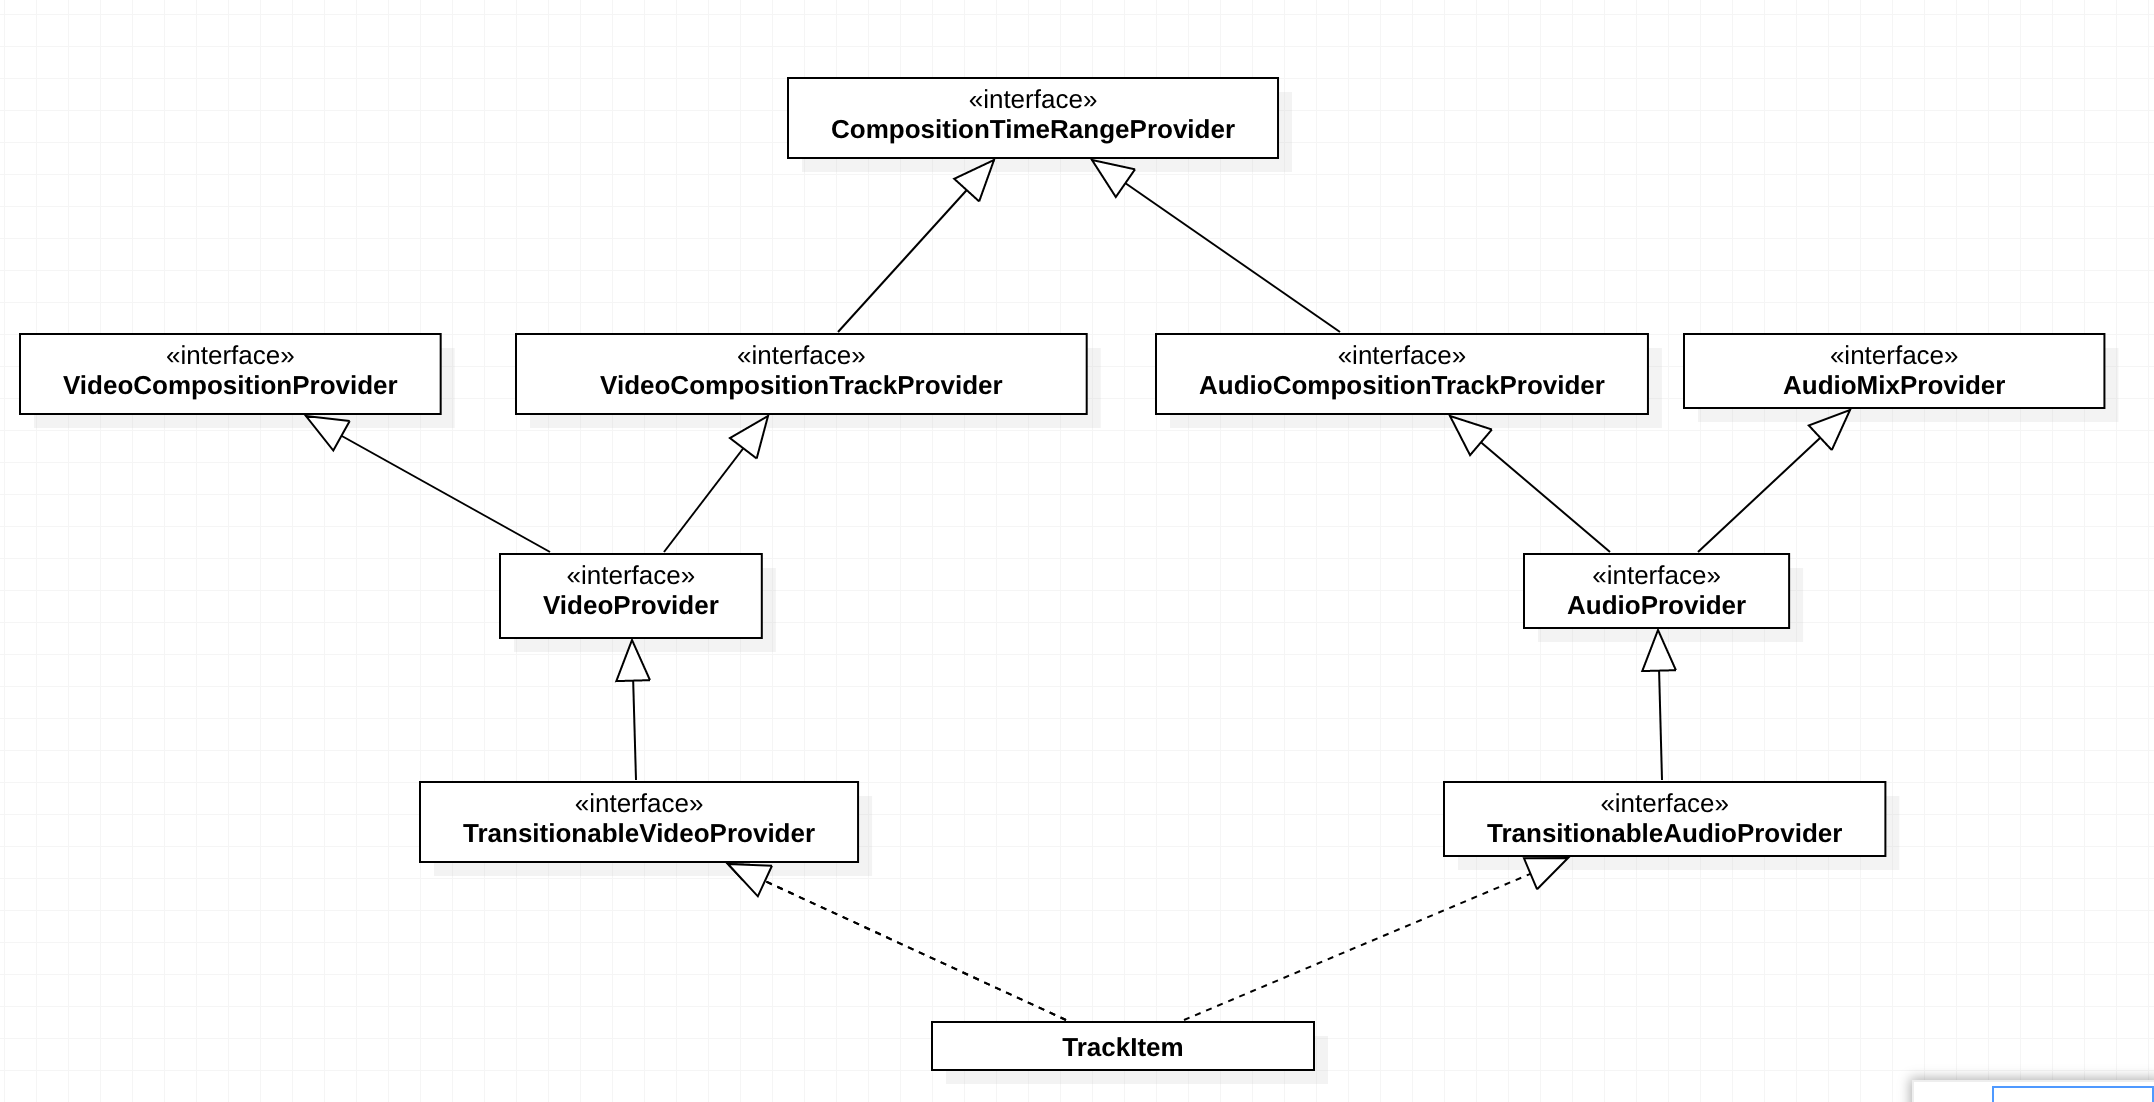 «interface»
CompositionTimeRangeProvider
«interface»
VideoCompositionProvider
«interface»
VideoCompositionTrackProvider
«interface»
AudioCompositionTrackProvider
«interface»
AudioMixProvider
«interface»
VideoProvider
«interface»
AudioProvider
«interface»
TransitionableVideoProvider
«interface»
TransitionableAudioProvider
TrackItem